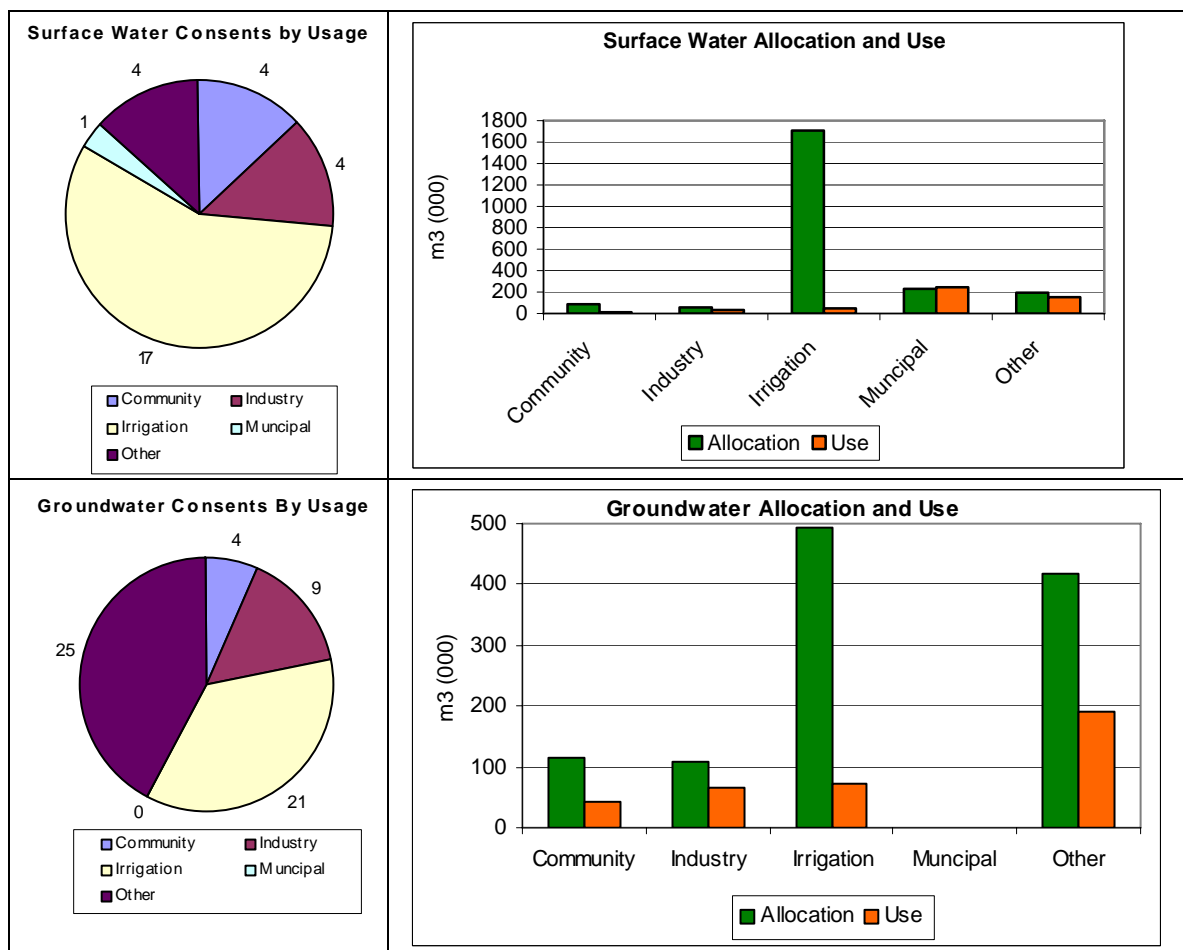 Surface Water Consents by Usage
4
4
1
4
17
Community
Industry
Irrigation
Muncipal
Other
Surface Water Allocation and Use
m3 (000)
1800
1600
1400
1200
1000
800
600
400
200
0
Community
Industry
Irrigation
Muncipal
Other
Allocation
Use
Groundwater Consents By Usage
4
9
25
0
21
Community
Industry
Irrigation
Muncipal
Other
Groundwater Allocation and Use
m3 (000)
500
400
300
200
100
0
Community
Industry
Irrigation
Muncipal
Other
Allocation
Use